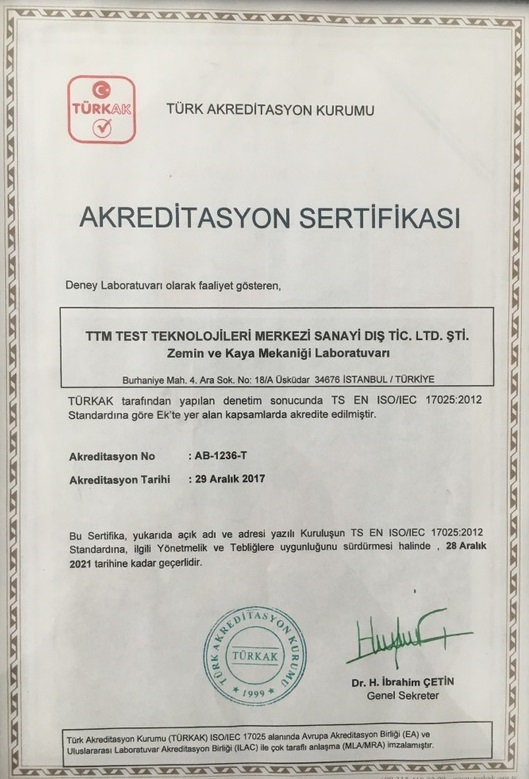 TÜRKAK
TÜRK AKREDİTASYON KURUMU
AKREDİTASYON SERTİFİKASI
Deney Laboratuvarı olarak faaliyet gösteren,
TTM TEST TEKNOLOJİLERİ MERKEZİ SANAYİ DIŞ TİC. LTD. ŞTİ.
Zemin ve Kaya Mekaniği Laboratuvarı
Burhaniye Mah. 4. Ara Sok. No: 18/A Üsküdar 34676 İSTANBUL / TÜRKİYE
TÜRKAK tarafından yapılan denetim sonucunda TS EN ISO/IEC 17025:2012
Standardına göre Ek'te yer alan kapsamlarda akredite edilmiştir.
Akreditasyon No : AB-1236-T
Akreditasyon Tarihi : 29 Aralık 2017
Bu Sertifika, yukarıda açık adı ve adresi yazılı Kuruluşun TS EN ISO/IEC 17025:2012
Standardına, ilgili Yönetmelik ve Tebliğlere uygunluğunu sürdürmesi halinde , 28 Aralık
2021 tarihine kadar geçerlidir.
TÜRK AKREDİTASYON KURUMU
TÜRKAK
* 1999 *
Dr. H. İbrahim ÇETİN
Genel Sekreter
Türk Akreditasyon Kurumu (TÜRKAK) ISO/IEC 17025 alanında Avrupa Akreditasyon Birliği (EA) ve
Uluslararası Laboratuvar Akreditasyon Birliği (ILAC) ile çok taraflı anlaşma (MLA/MRA) imzalamıştır.